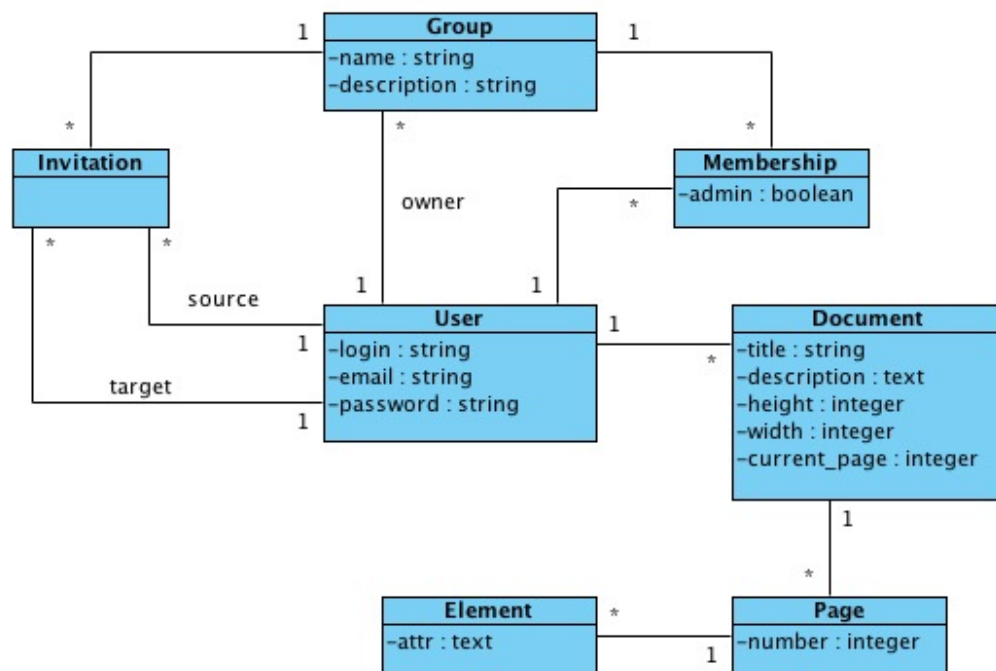 Group
-name : string
-description : string
1
1
*
*
Invitation
Membership
-admin : boolean
*
owner
*
*
*
source
1
1
User
-login : string
-email : string
-password : string
1
target
1
1
*
Document
-title : string
-description : text
-height : integer
-width : integer
-current_page : integer
1
*
Element
-attr : text
*
1
Page
-number : integer